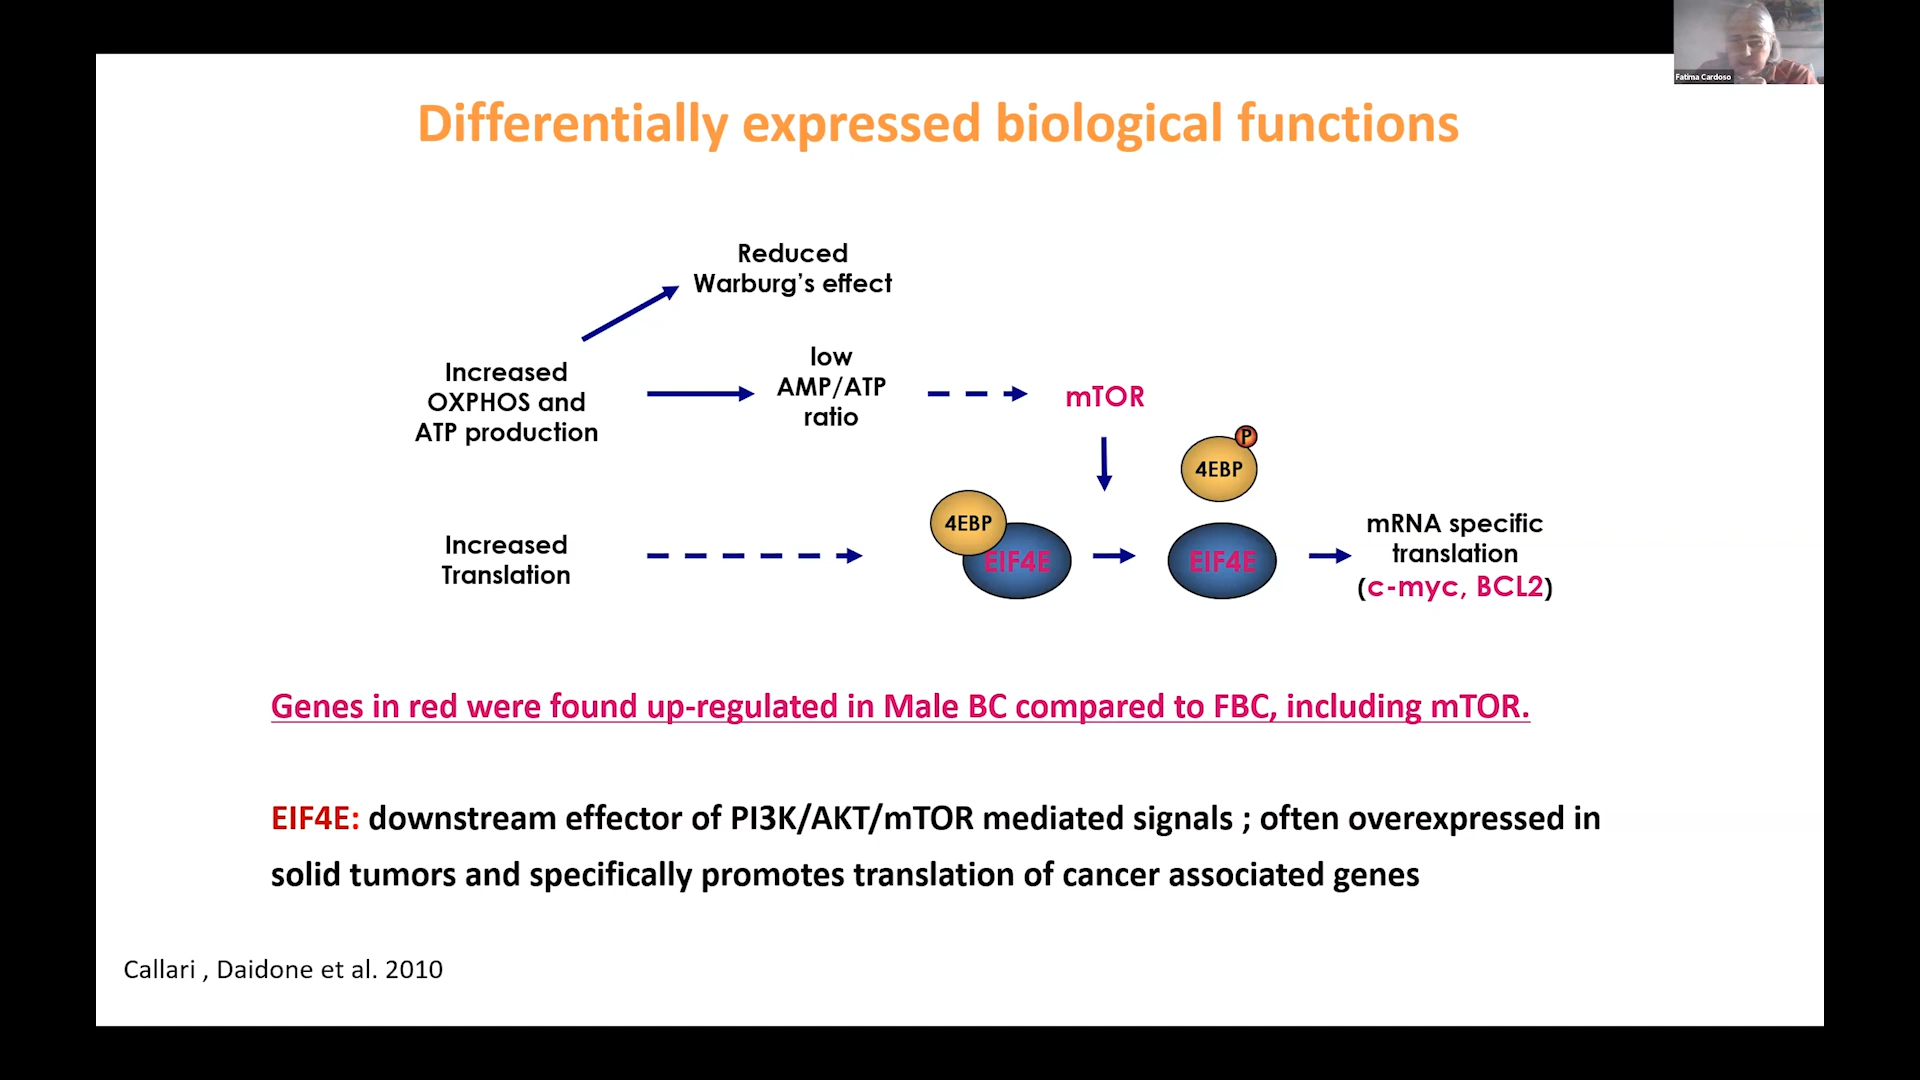 Fatima Cardoso
Differentially expressed biological functions
Reduced
Warburg's effect
Increased
OXPHOS and
ATP production
low
AMP/ATP
ratio
mTOR
P
4EBP
4EBP
EIF4E
EIF4E
Increased
Translation
mRNA specific
translation
(c-myc, BCL2)
Genes in red were found up-regulated in Male BC compared to FBC, including mTOR.
EIF4E: downstream effector of PI3K/AKT/mTOR mediated signals ; often overexpressed in
solid tumors and specifically promotes translation of cancer associated genes
Callari , Daidone et al. 2010